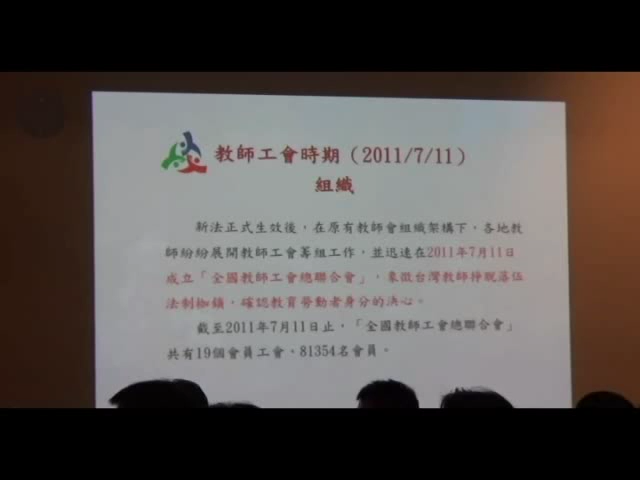 教師工會時期（2011/7/11）
組織
新法正式生效後，在原有教師會組織架構下，各地教
師紛紛展開教師工會籌組工作，並迅速在2011年7月11日
成立「全國教師工會總聯合會」，象徵台灣教師掙脫落伍
法制枷鎖，確認教育勞動者身分的決心。
截至2011年7月11日止，「全國教師工會總聯合會」
共有19個會員工會、81354名會員。